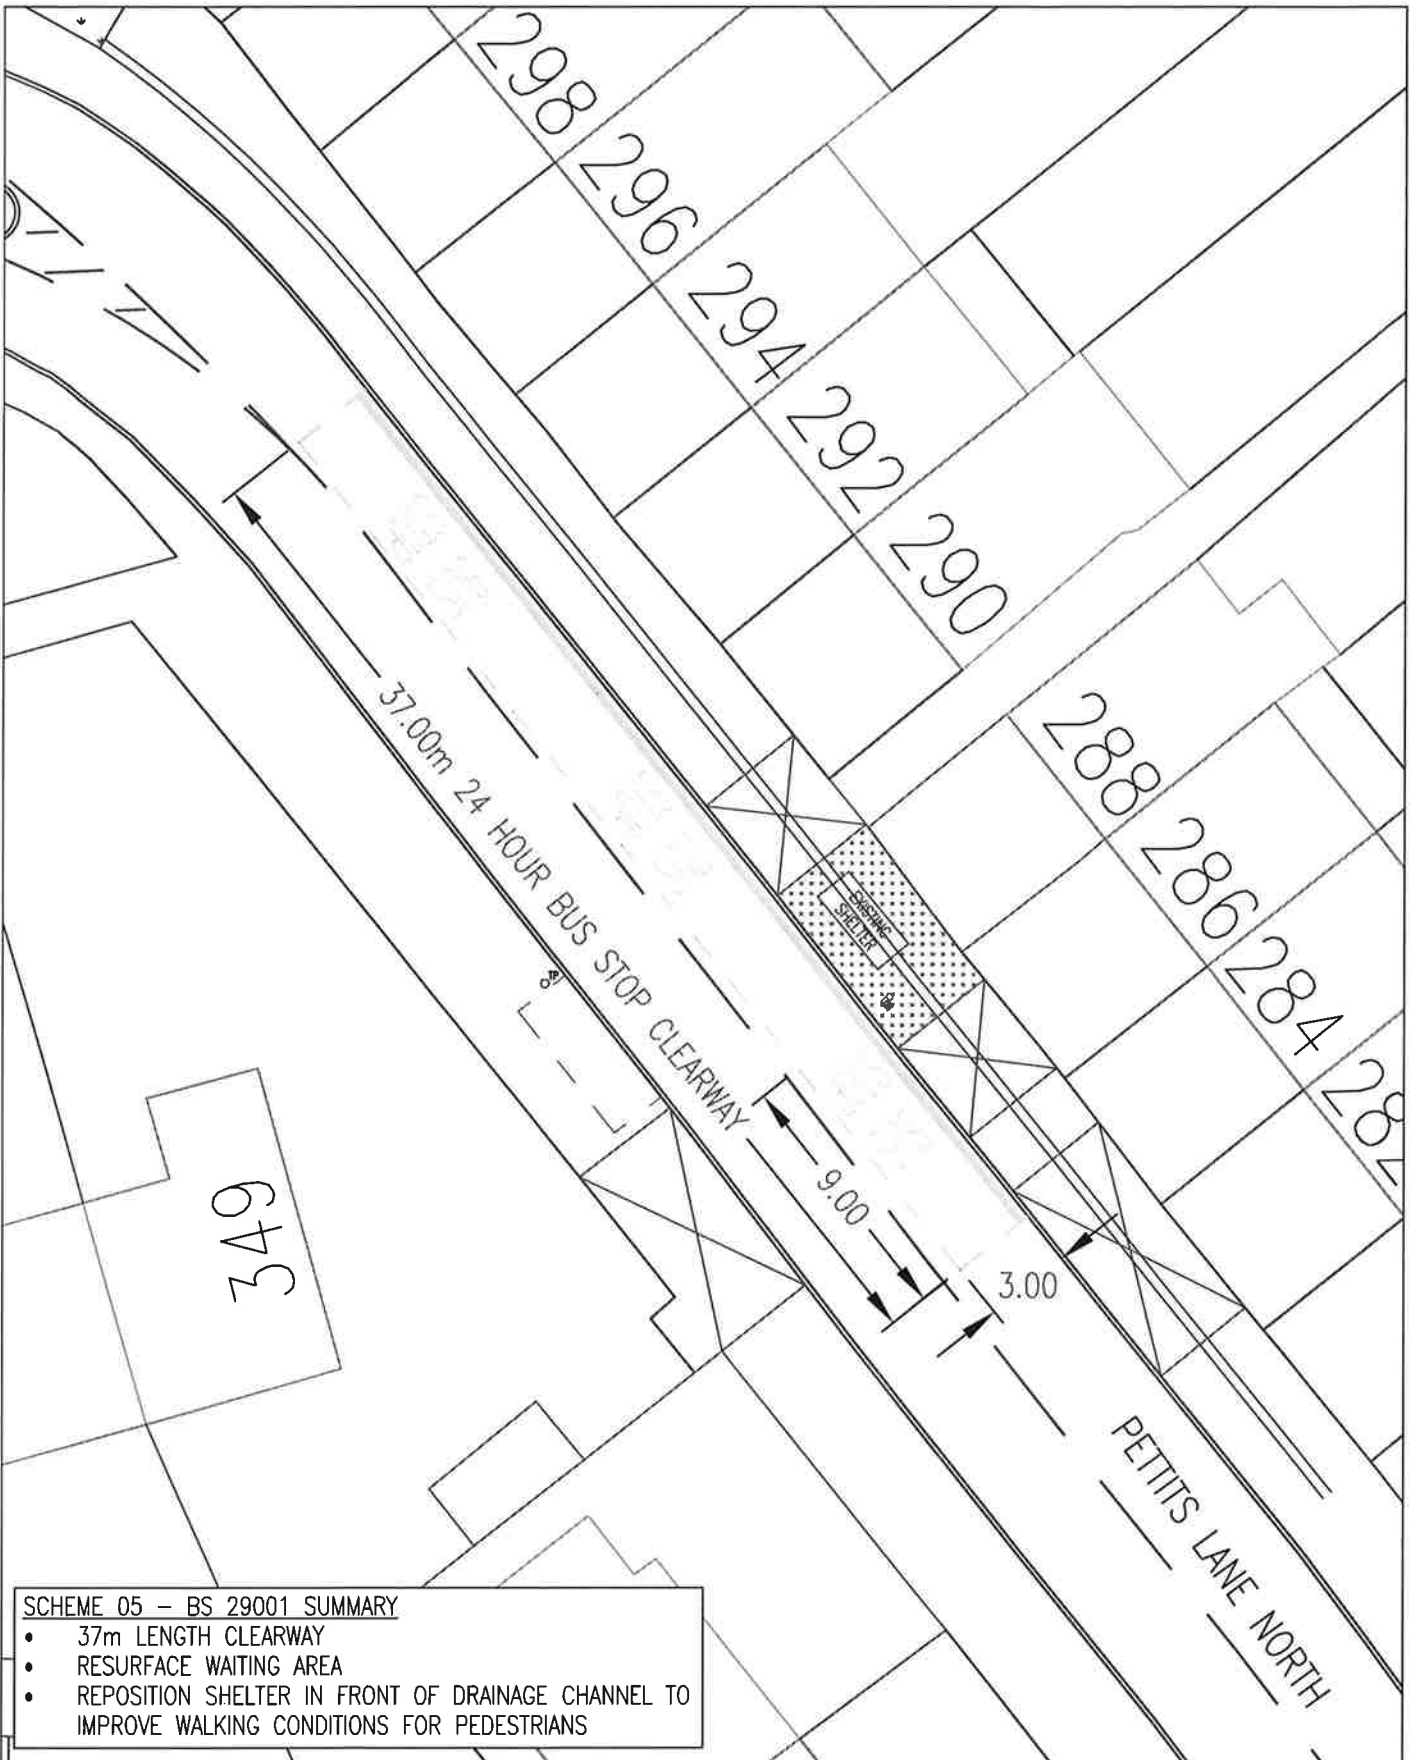 298
296
294
292
290
288
286
284
282
37.00m 24 HOUR BUS STOP CLEARWAY
EXISTING
SHELTER
TP
9.00
3.00
349
PETTITS LANE NORTH
SCHEME 05 – BS 29001 SUMMARY
• 37m LENGTH CLEARWAY
• RESURFACE WAITING AREA
• REPOSITION SHELTER IN FRONT OF DRAINAGE CHANNEL TO
IMPROVE WALKING CONDITIONS FOR PEDESTRIANS